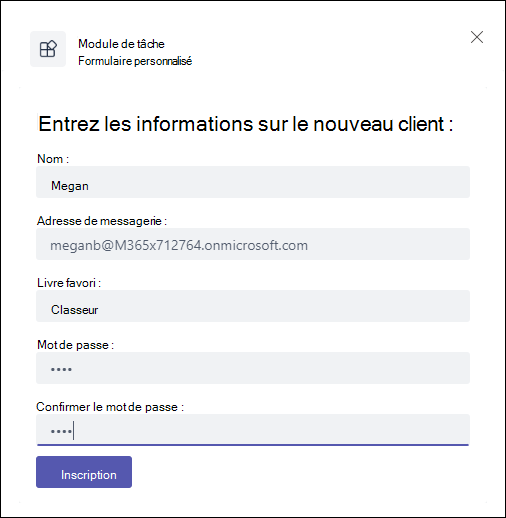 Module de tâche
Formulaire personnalisé
Entrez les informations sur le nouveau client :
Nom :
Megan
Adresse de messagerie :
meganb@M365x712764.onmicrosoft.com
Livre favori :
Classeur
Mot de passe :
••••
Confirmer le mot de passe :
••••
Inscription